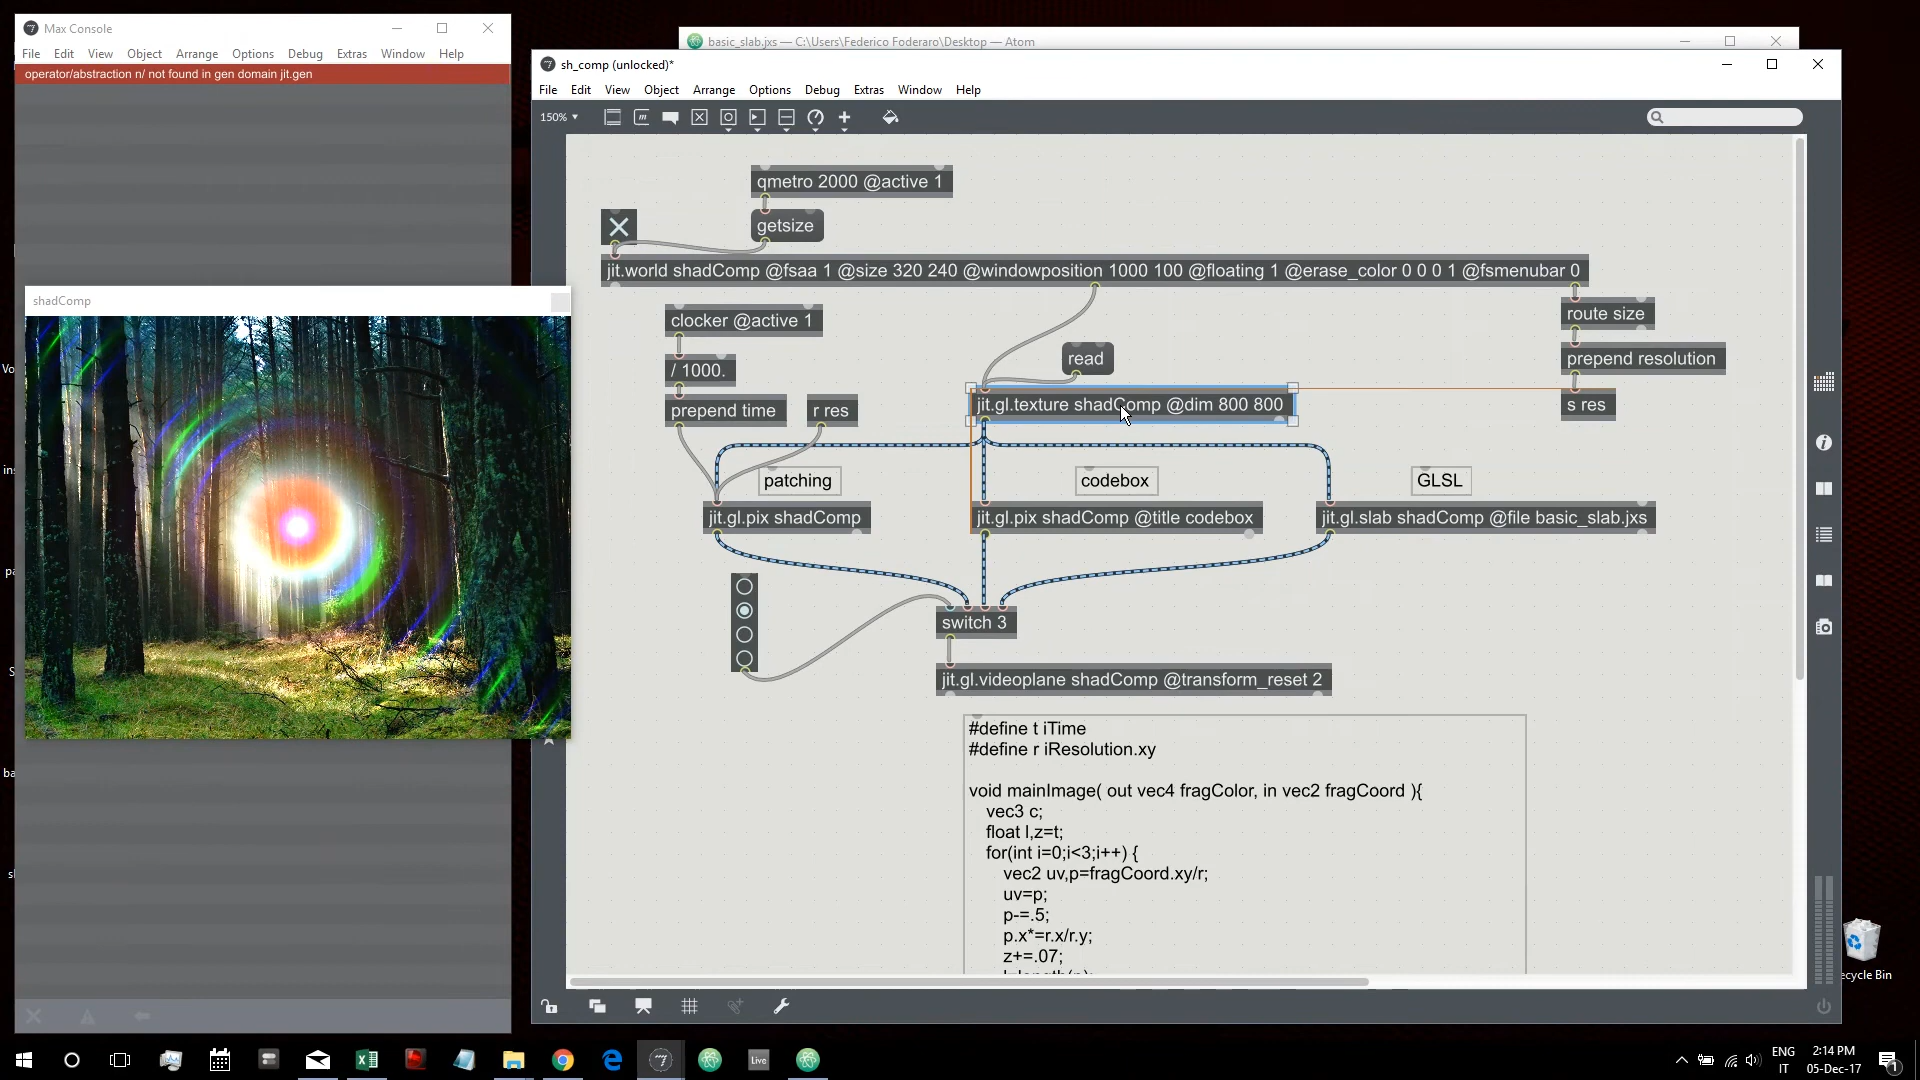 Max Console
File Edit View Object Arrange Options Debug Extras Window Help
operator/abstraction n/ not found in gen domain jit.gen
basic_slab.jxs — C:\Users\Federico Foderaro\Desktop — Atom
sh_comp (unlocked)*
File Edit View Object Arrange Options Debug Extras Window Help
150%
qmetro 2000 @active 1
getsize
jit.world shadComp @fsaa 1 @size 320 240 @windowposition 1000 100 @floating 1 @erase_color 0 0 0 1 @fsmenubar 0
shadComp
clocker @active 1
route size
/ 1000.
read
prepend resolution
prepend time
r res
jit.gl.texture shadComp @dim 800 800
s res
patching
codebox
GLSL
jit.gl.pix shadComp
jit.gl.pix shadComp @title codebox
jit.gl.slab shadComp @file basic_slab.jxs
switch 3
jit.gl.videoplane shadComp @transform_reset 2
#define t iTime
#define r iResolution.xy
void mainImage( out vec4 fragColor, in vec2 fragCoord ){
vec3 c;
float l,z=t;
for(int i=0;i<3;i++) {
vec2 uv,p=fragCoord.xy/r;
uv=p;
p-=.5;
p.x*=r.x/r.y;
z+=.07;
ecycle Bin
Live
ENG
IT
2:14 PM
05-Dec-17
1